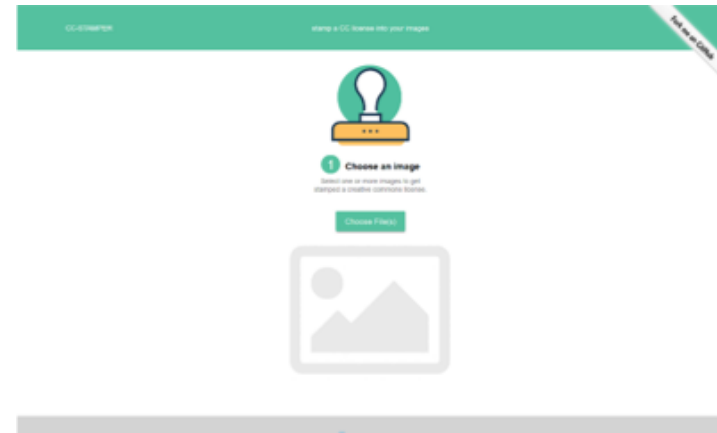 CC-STAMPER
stamp a CC license into your images
Fork me on GitHub
1 Choose an image
Select one or more images to get
stamped a creative commons license.
Choose File(s)